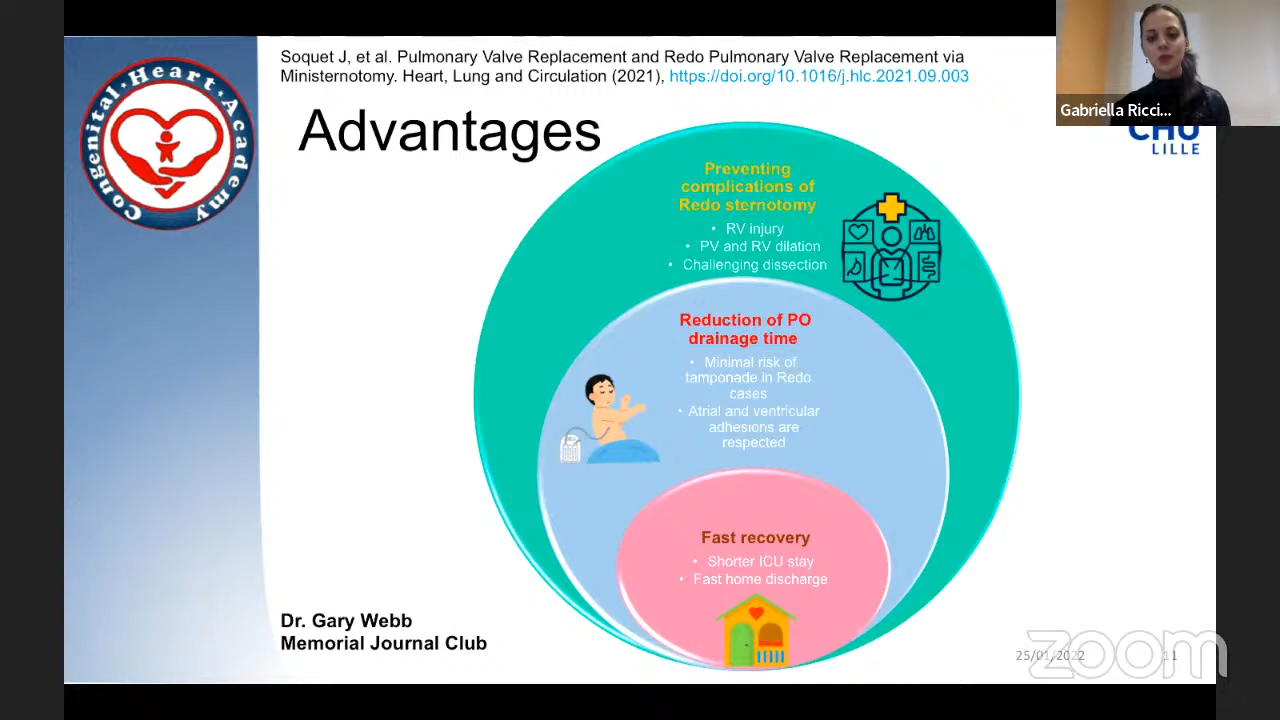 Soquet J, et al. Pulmonary Valve Replacement and Redo Pulmonary Valve Replacement via
Ministernotomy. Heart, Lung and Circulation (2021), https://doi.org/10.1016/j.hlc.2021.09.003
Gabriella Ricci...
CHU
LILLE
Congenital·Heart·Academy
Advantages
Preventing
complications of
Redo sternotomy
• RV injury
• PV and RV dilation
• Challenging dissection
Reduction of PO
drainage time
• Minimal risk of
tamponade in Redo
cases
• Atrial and ventricular
adhesions are
respected
Fast recovery
• Shorter ICU stay
• Fast home discharge
Dr. Gary Webb
Memorial Journal Club
25/01/2022
11
zoom